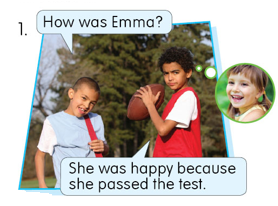 1.
How was Emma?
She was happy because
she passed the test.